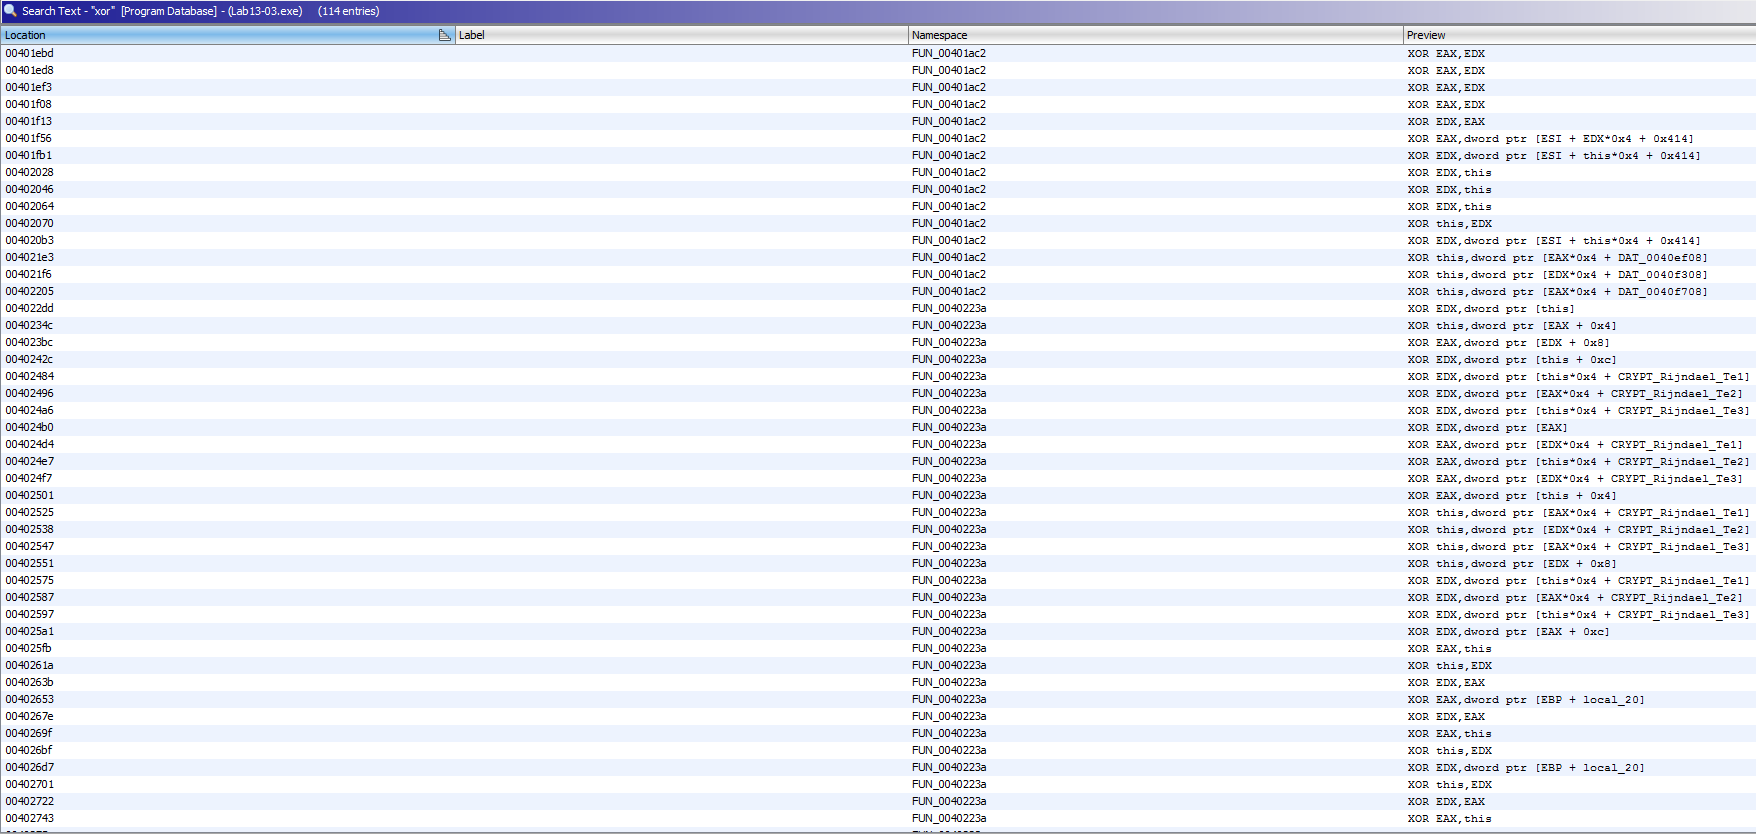 Search Text - "xor" [Program Database] - (Lab13-03.exe) (114 entries)
Location Label Namespace Preview
00401ebd FUN_00401ac2 XOR EAX,EDX
00401ed8 FUN_00401ac2 XOR EAX,EDX
00401ef3 FUN_00401ac2 XOR EAX,EDX
00401f08 FUN_00401ac2 XOR EAX,EDX
00401f13 FUN_00401ac2 XOR EDX,EAX
00401f56 FUN_00401ac2 XOR EAX,dword ptr [ESI + EDX*0x4 + 0x414]
00401fb1 FUN_00401ac2 XOR EDX,dword ptr [ESI + this*0x4 + 0x414]
00402028 FUN_00401ac2 XOR EDX,this
00402046 FUN_00401ac2 XOR EDX,this
00402064 FUN_00401ac2 XOR EDX,this
00402070 FUN_00401ac2 XOR this,EDX
004020b3 FUN_00401ac2 XOR EDX,dword ptr [ESI + this*0x4 + 0x414]
004021e3 FUN_00401ac2 XOR this,dword ptr [EAX*0x4 + DAT_0040ef08]
004021f6 FUN_00401ac2 XOR this,dword ptr [EDX*0x4 + DAT_0040f308]
00402205 FUN_00401ac2 XOR this,dword ptr [EAX*0x4 + DAT_0040f708]
004022dd FUN_0040223a XOR EDX,dword ptr [this]
0040234c FUN_0040223a XOR this,dword ptr [EAX + 0x4]
004023bc FUN_0040223a XOR EAX,dword ptr [EDX + 0x8]
0040242c FUN_0040223a XOR EDX,dword ptr [this + 0xc]
00402484 FUN_0040223a XOR EDX,dword ptr [this*0x4 + CRYPT_Rijndael_Te1]
00402496 FUN_0040223a XOR EDX,dword ptr [EAX*0x4 + CRYPT_Rijndael_Te2]
004024a6 FUN_0040223a XOR EDX,dword ptr [this*0x4 + CRYPT_Rijndael_Te3]
004024b0 FUN_0040223a XOR EDX,dword ptr [EAX]
004024d4 FUN_0040223a XOR EAX,dword ptr [EDX*0x4 + CRYPT_Rijndael_Te1]
004024e7 FUN_0040223a XOR EAX,dword ptr [this*0x4 + CRYPT_Rijndael_Te2]
004024f7 FUN_0040223a XOR EAX,dword ptr [EDX*0x4 + CRYPT_Rijndael_Te3]
00402501 FUN_0040223a XOR EAX,dword ptr [this + 0x4]
00402525 FUN_0040223a XOR this,dword ptr [EAX*0x4 + CRYPT_Rijndael_Te1]
00402538 FUN_0040223a XOR this,dword ptr [EDX*0x4 + CRYPT_Rijndael_Te2]
00402547 FUN_0040223a XOR this,dword ptr [EAX*0x4 + CRYPT_Rijndael_Te3]
00402551 FUN_0040223a XOR this,dword ptr [EDX + 0x8]
00402575 FUN_0040223a XOR EDX,dword ptr [this*0x4 + CRYPT_Rijndael_Te1]
00402587 FUN_0040223a XOR EDX,dword ptr [EAX*0x4 + CRYPT_Rijndael_Te2]
00402597 FUN_0040223a XOR EDX,dword ptr [this*0x4 + CRYPT_Rijndael_Te3]
004025a1 FUN_0040223a XOR EDX,dword ptr [EAX + 0xc]
004025fb FUN_0040223a XOR EAX,this
0040261a FUN_0040223a XOR this,EDX
0040263b FUN_0040223a XOR EDX,EAX
00402653 FUN_0040223a XOR EAX,dword ptr [EBP + local_20]
0040267e FUN_0040223a XOR EDX,EAX
0040269f FUN_0040223a XOR EAX,this
004026bf FUN_0040223a XOR this,EDX
004026d7 FUN_0040223a XOR EDX,dword ptr [EBP + local_20]
00402701 FUN_0040223a XOR this,EDX
00402722 FUN_0040223a XOR EDX,EAX
00402743 FUN_0040223a XOR EAX,this